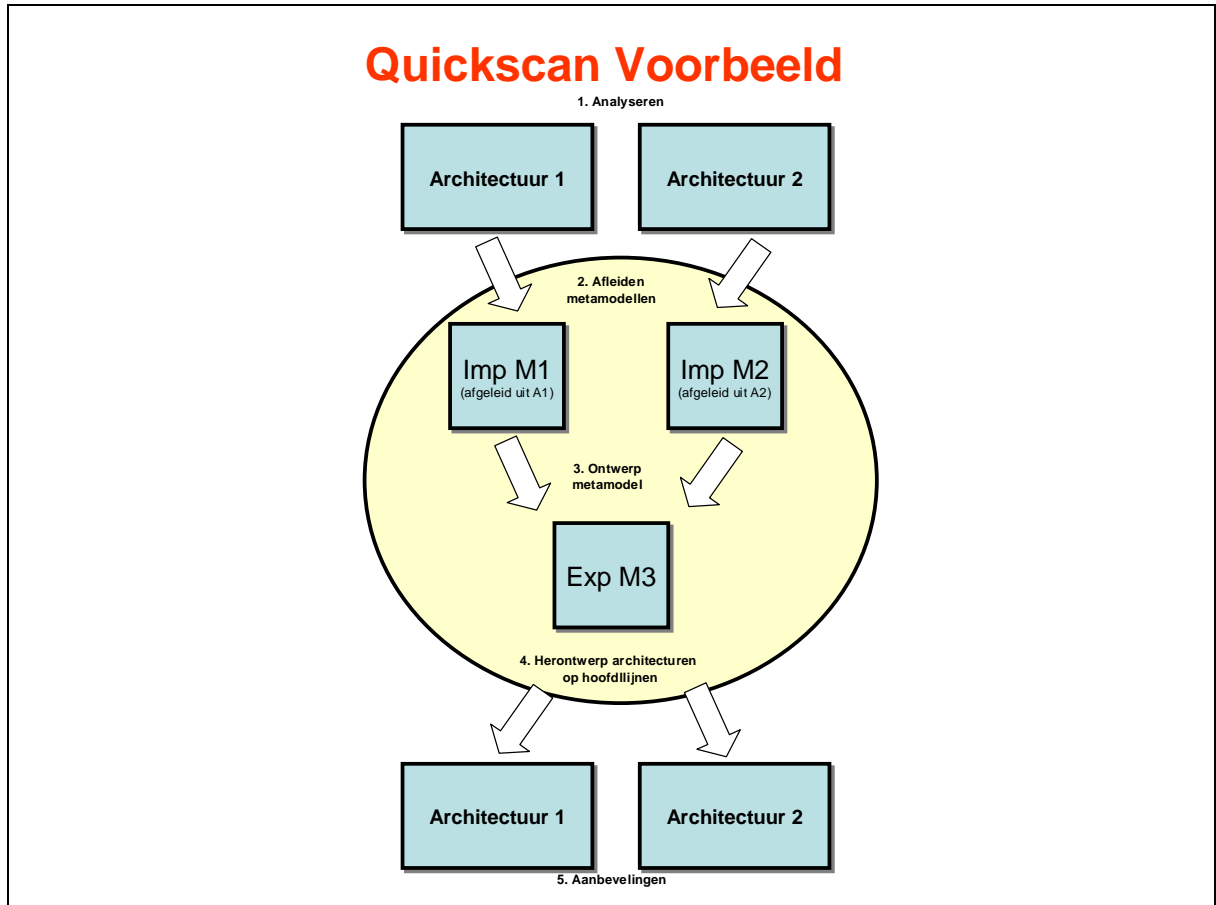 Quickscan Voorbeeld
1. Analyseren
Architectuur 1
Architectuur 2
2. Afleiden
metamodellen
Imp M1
(afgeleid uit A1)
Imp M2
(afgeleid uit A2)
3. Ontwerp
metamodel
Exp M3
4. Herontwerp architecturen
op hoofdllijnen
Architectuur 1
Architectuur 2
5. Aanbevelingen